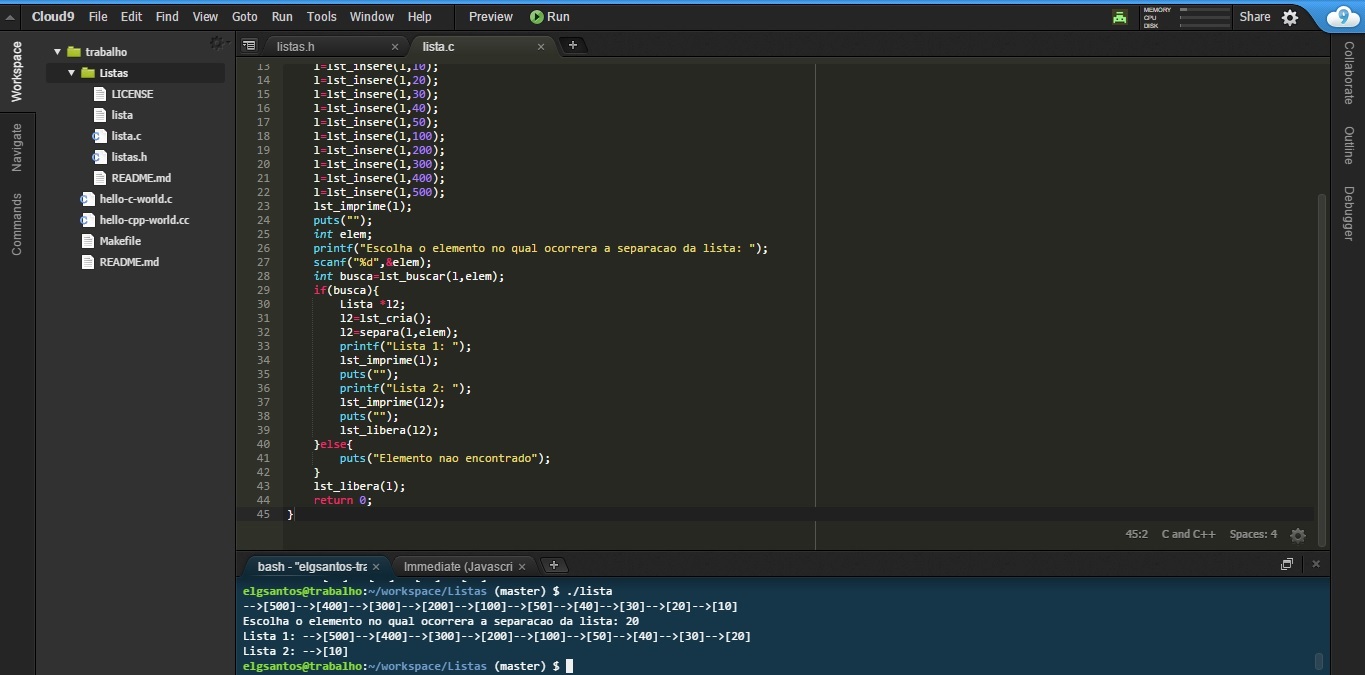 Cloud9 File Edit Find View Goto Run Tools Window Help Preview Run MEMORY CPU DISK Share 9
Workspace
Navigate
Commands
trabalho
Listas
LICENSE
lista
lista.c
listas.h
README.md
hello-c-world.c
hello-cpp-world.cc
Makefile
README.md
listas.h × lista.c × +
13 l=lst_insere(l,10);
14 l=lst_insere(l,20);
15 l=lst_insere(l,30);
16 l=lst_insere(l,40);
17 l=lst_insere(l,50);
18 l=lst_insere(l,100);
19 l=lst_insere(l,200);
20 l=lst_insere(l,300);
21 l=lst_insere(l,400);
22 l=lst_insere(l,500);
23 lst_imprime(l);
24 puts("");
25 int elem;
26 printf("Escolha o elemento no qual ocorrera a separacao da lista: ");
27 scanf("%d",&elem);
28 int busca=lst_buscar(l,elem);
29 if(busca){
30 Lista *l2;
31 l2=lst_cria();
32 l2=separa(l,elem);
33 printf("Lista 1: ");
34 lst_imprime(l);
35 puts("");
36 printf("Lista 2: ");
37 lst_imprime(l2);
38 puts("");
39 lst_libera(l2);
40 }else{
41 puts("Elemento nao encontrado");
42 }
43 lst_libera(l);
44 return 0;
45 }
45:2 C and C++ Spaces: 4
Collaborate
Outline
Debugger
bash - "elgsantos-tra × Immediate (Javascri × +
elgsantos@trabalho:~/workspace/Listas (master) $ ./lista
-->[500]-->[400]-->[300]-->[200]-->[100]-->[50]-->[40]-->[30]-->[20]-->[10]
Escolha o elemento no qual ocorrera a separacao da lista: 20
Lista 1: -->[500]-->[400]-->[300]-->[200]-->[100]-->[50]-->[40]-->[30]-->[20]
Lista 2: -->[10]
elgsantos@trabalho:~/workspace/Listas (master) $